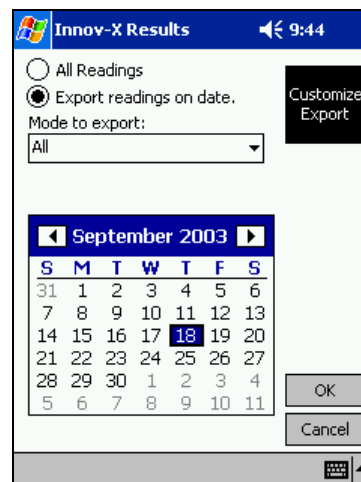 Innov-X Results 9:44
All Readings
Export readings on date.
Mode to export:
All
Customize
Export
September 2003
S M T W T F S
31 1 2 3 4 5 6
7 8 9 10 11 12 13
14 15 16 17 18 19 20
21 22 23 24 25 26 27
28 29 30 1 2 3 4
5 6 7 8 9 10 11
OK
Cancel